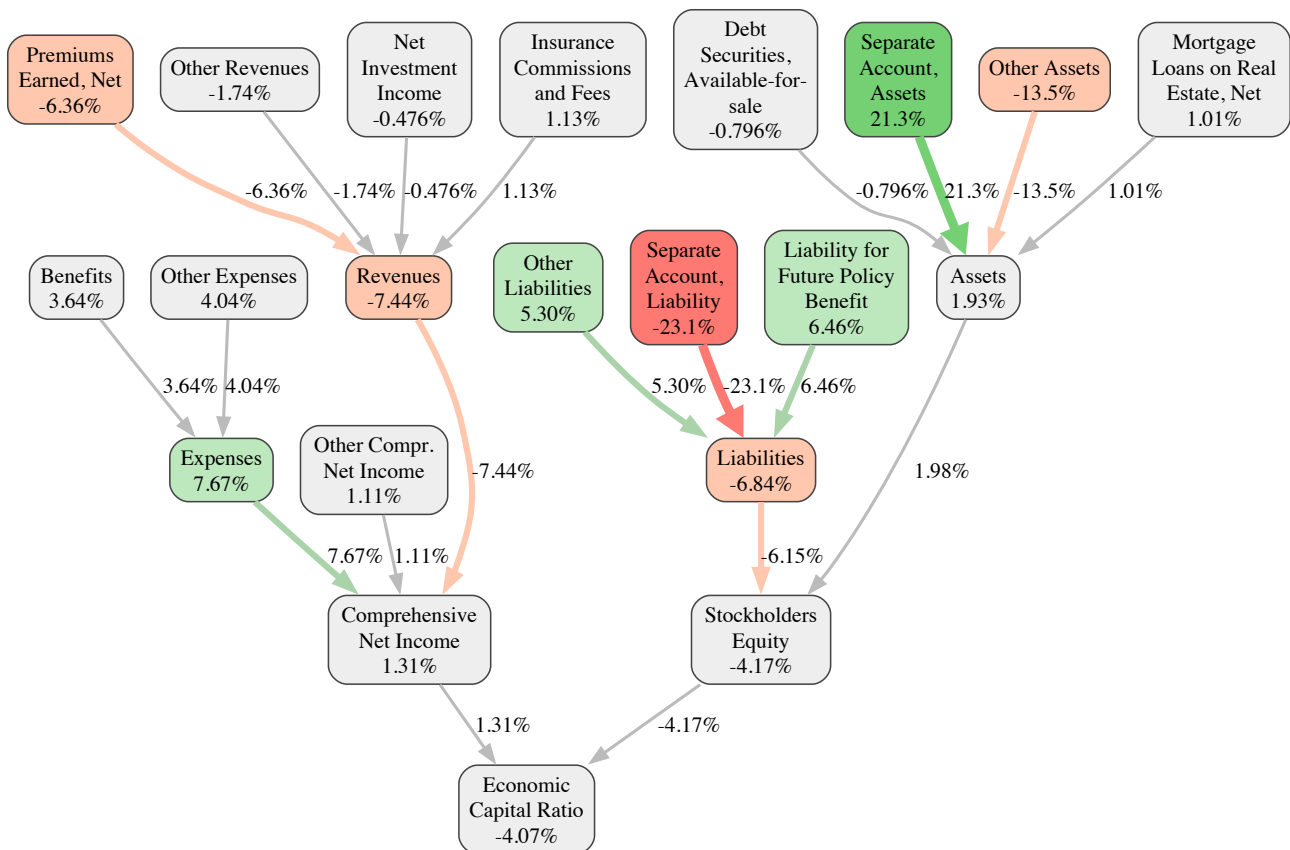 Premiums
Earned, Net
-6.36%
Other Revenues
-1.74%
Net
Investment
Income
-0.476%
Insurance
Commissions
and Fees
1.13%
Debt
Securities,
Available-for-
sale
-0.796%
Separate
Account,
Assets
21.3%
Other Assets
-13.5%
Mortgage
Loans on Real
Estate, Net
1.01%
-6.36%
-1.74%
-0.476%
1.13%
-0.796%
21.3%
-13.5%
1.01%
Benefits
3.64%
Other Expenses
4.04%
Revenues
-7.44%
Other
Liabilities
5.30%
Separate
Account,
Liability
-23.1%
Liability for
Future Policy
Benefit
6.46%
Assets
1.93%
3.64%
4.04%
5.30%
-23.1%
6.46%
Expenses
7.67%
Other Compr.
Net Income
1.11%
-7.44%
Liabilities
-6.84%
1.98%
7.67%
1.11%
-6.15%
Comprehensive
Net Income
1.31%
Stockholders
Equity
-4.17%
1.31%
-4.17%
Economic
Capital Ratio
-4.07%